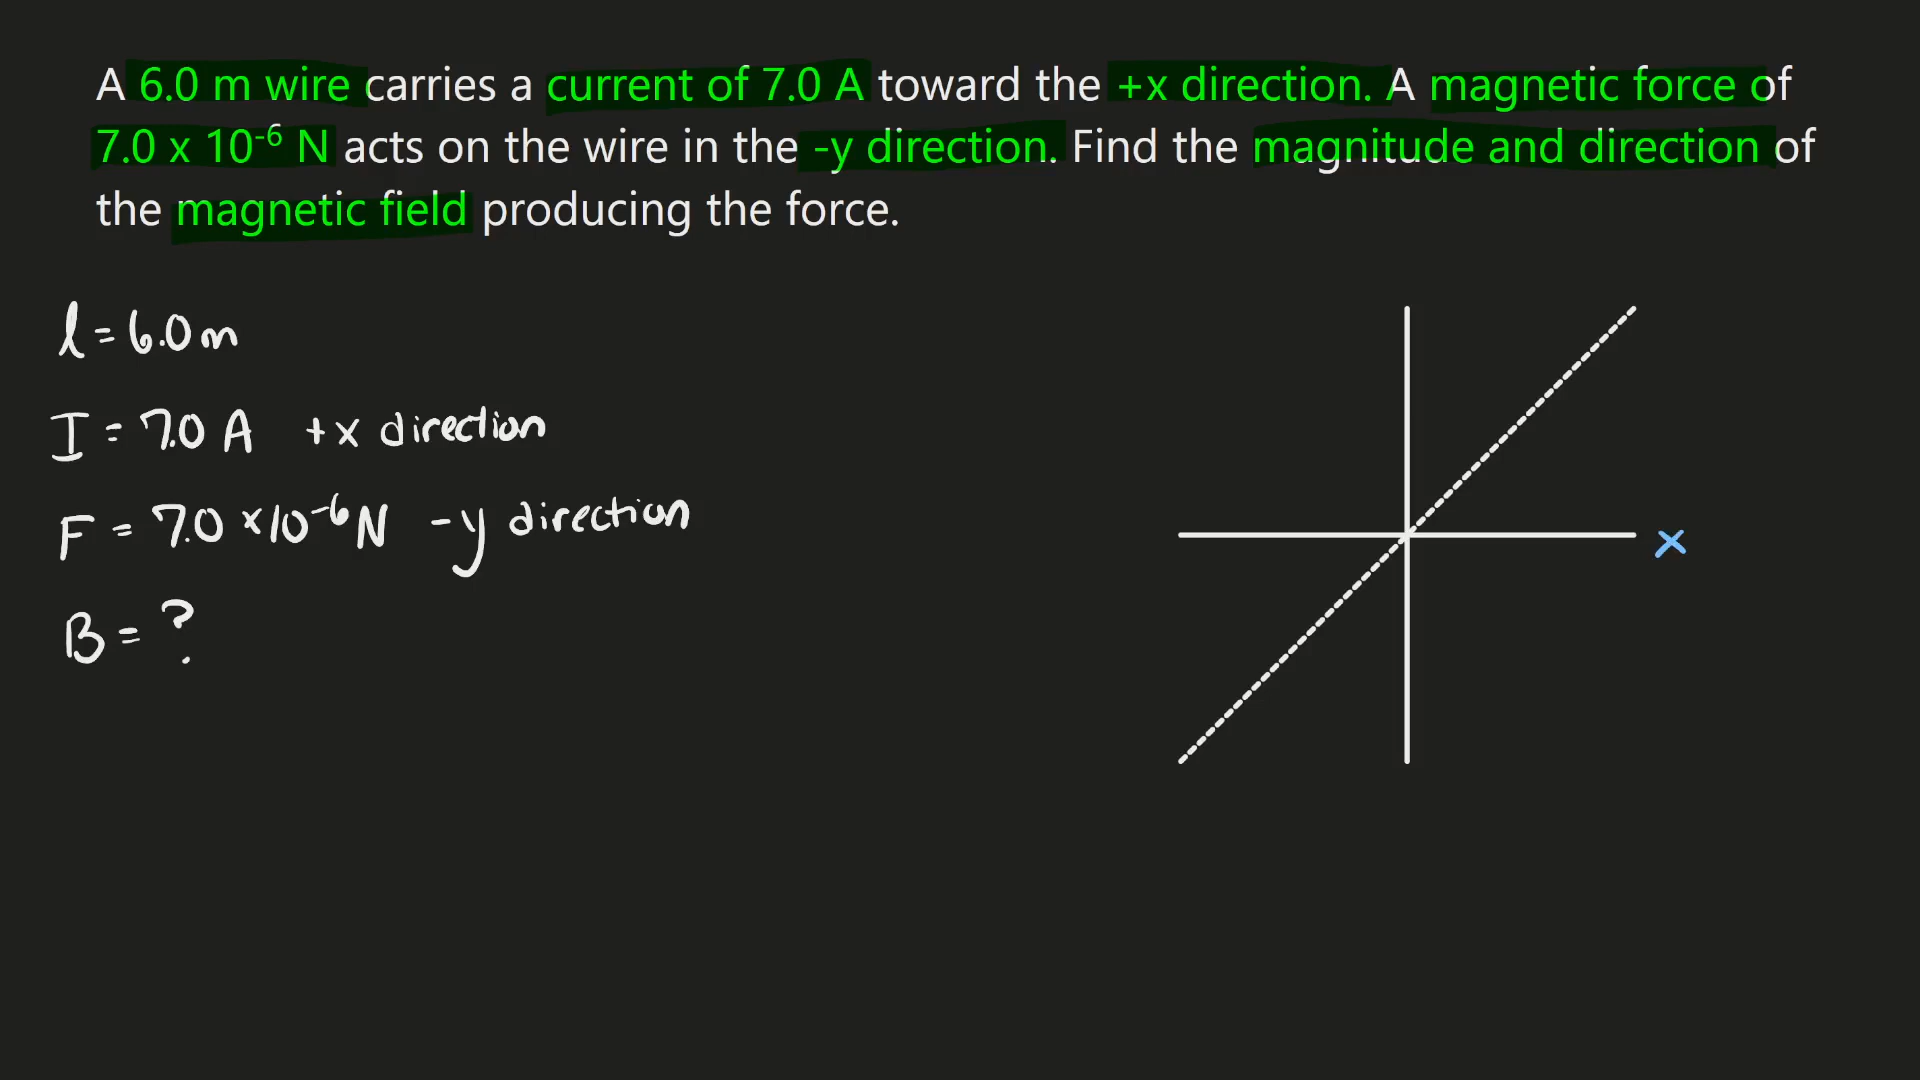 A 6.0 m wire carries a current of 7.0 A toward the +x direction. A magnetic force of
7.0 x 10⁻⁶ N acts on the wire in the -y direction. Find the magnitude and direction of
the magnetic field producing the force.
l = 6.0 m
I = 7.0 A +x direction
F = 7.0 × 10⁻⁶ N -y direction
x
B = ?